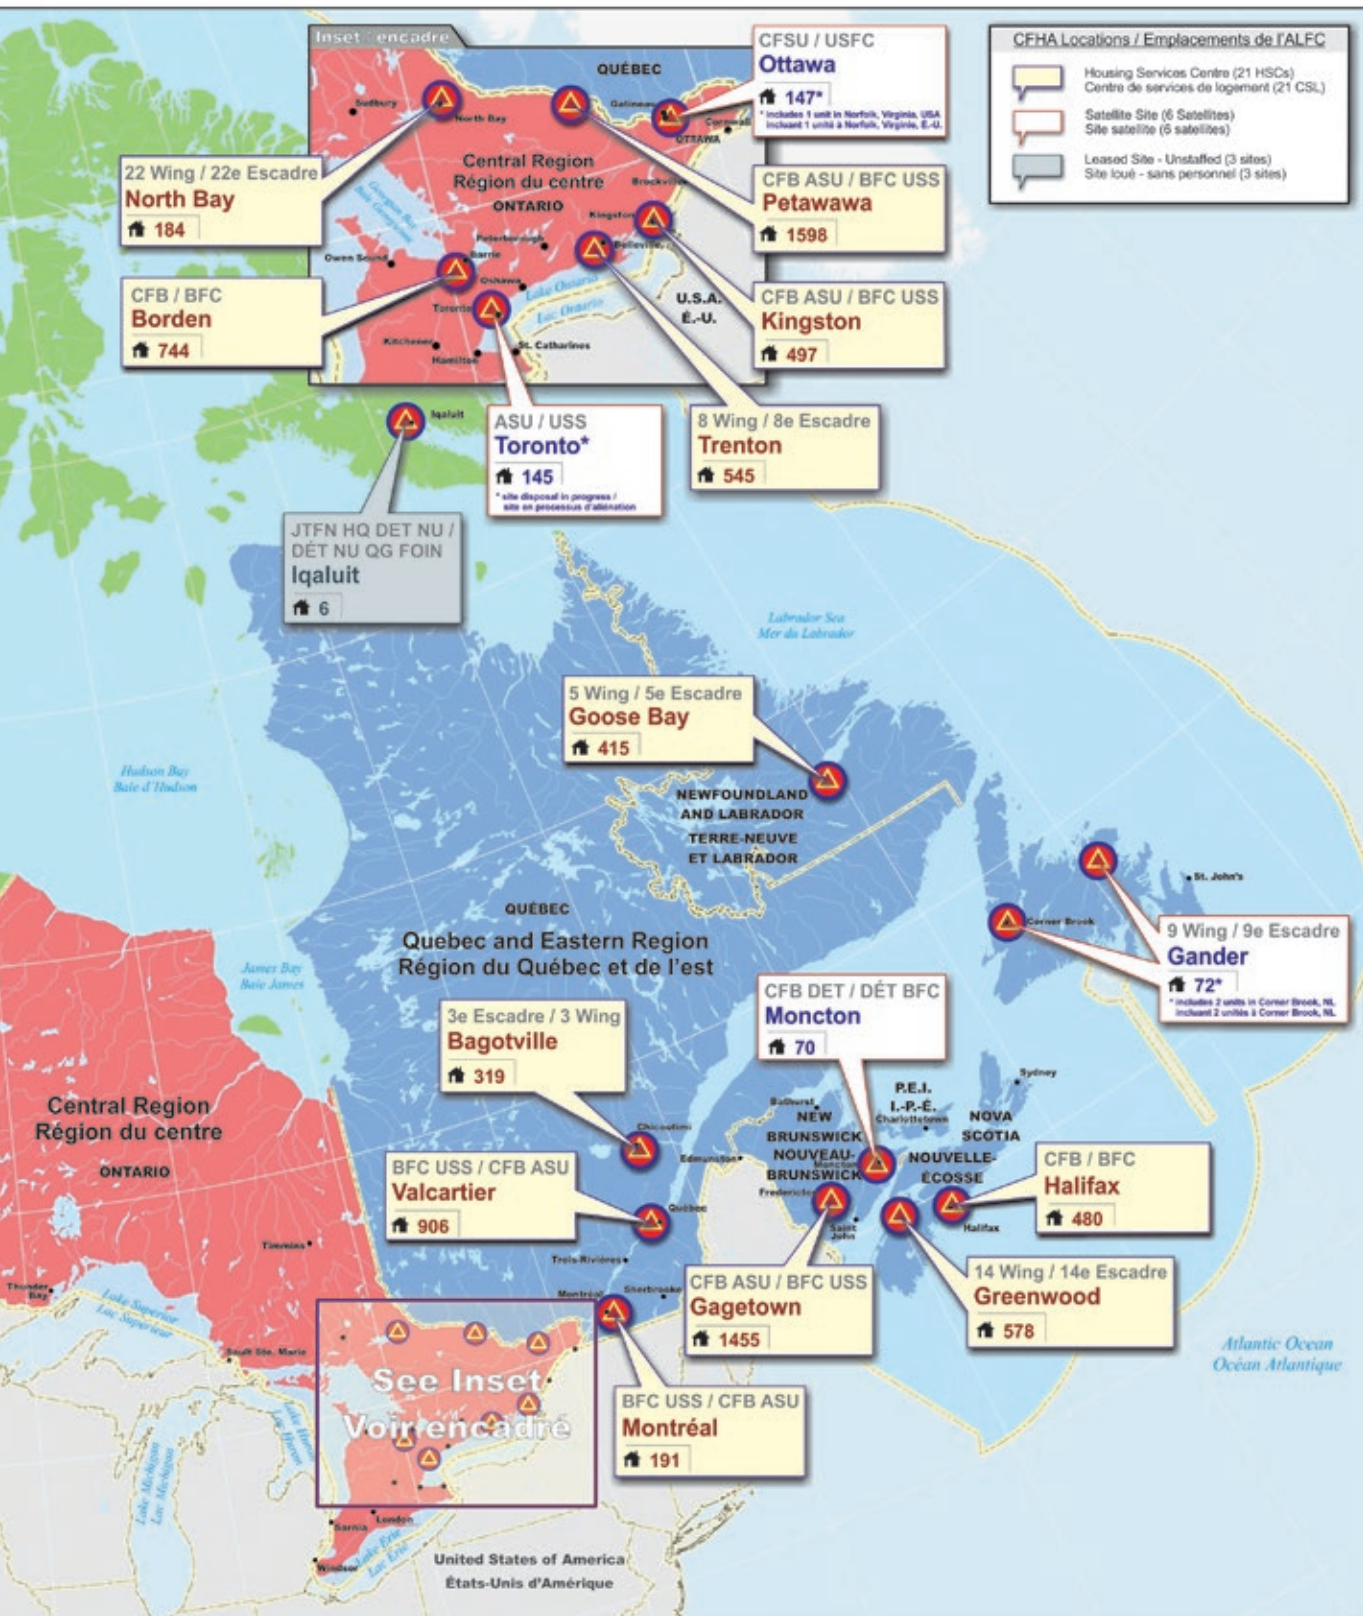 Inset : encadré
CFHA Locations / Emplacements de l'ALFC
Housing Services Centre (21 HSCs)
Centre de services de logement (21 CSL)
Satellite Site (6 Satellites)
Site satellite (6 satellites)
Leased Site - Unstaffed (3 sites)
Site loué - sans personnel (3 sites)
CFSU / USFC
Ottawa
147*
* includes 1 unit in Norfolk, Virginia, USA
incluant 1 unité à Norfolk, Virginie, É.-U.
QUÉBEC
Sudbury
North Bay
Gatineau
Cornwall
OTTAWA
22 Wing / 22e Escadre
North Bay
184
Central Region
Région du centre
ONTARIO
Brockville
CFB ASU / BFC USS
Petawawa
1598
Georgian Bay
Baie Georgienne
Kingston
Peterborough
Belleville
Owen Sound
Barrie
Oshawa
Lake Ontario
Lac Ontario
U.S.A.
É.-U.
CFB / BFC
Borden
744
CFB ASU / BFC USS
Kingston
497
Toronto
Kitchener
Hamilton
St. Catharines
Iqaluit
ASU / USS
Toronto*
145
* site disposal in progress /
site en processus d'aliénation
8 Wing / 8e Escadre
Trenton
545
JTFN HQ DET NU /
DÉT NU QG FOIN
Iqaluit
6
Labrador Sea
Mer du Labrador
5 Wing / 5e Escadre
Goose Bay
415
Hudson Bay
Baie d'Hudson
NEWFOUNDLAND
AND LABRADOR
TERRE-NEUVE
ET LABRADOR
St. John's
Corner Brook
QUÉBEC
Quebec and Eastern Region
Région du Québec et de l'est
9 Wing / 9e Escadre
Gander
72*
* includes 2 units in Corner Brook, NL
incluant 2 unités à Corner Brook, NL
James Bay
Baie James
CFB DET / DÉT BFC
Moncton
70
3e Escadre / 3 Wing
Bagotville
319
Sydney
P.E.I.
I.-P.-É.
Charlottetown
Bathurst
NEW
BRUNSWICK
NOUVEAU-
Moncton
BRUNSWICK
NOVA
SCOTIA
NOUVELLE-
ÉCOSSE
Central Region
Région du centre
ONTARIO
Chicoutimi
Edmunston
BFC USS / CFB ASU
Valcartier
906
CFB / BFC
Halifax
480
Fredericton
Québec
Saint
John
Halifax
Timmins
Trois-Rivières
Sherbrooke
Montréal
CFB ASU / BFC USS
Gagetown
1455
14 Wing / 14e Escadre
Greenwood
578
Thunder
Bay
Lake Superior
Lac Supérieur
Sault Ste. Marie
See Inset
Voir encadré
Atlantic Ocean
Océan Atlantique
BFC USS / CFB ASU
Montréal
191
Lake Huron
Lac Huron
Lake Michigan
Lac Michigan
London
Sarnia
Windsor
Lake Erie
Lac Érié
United States of America
États-Unis d'Amérique